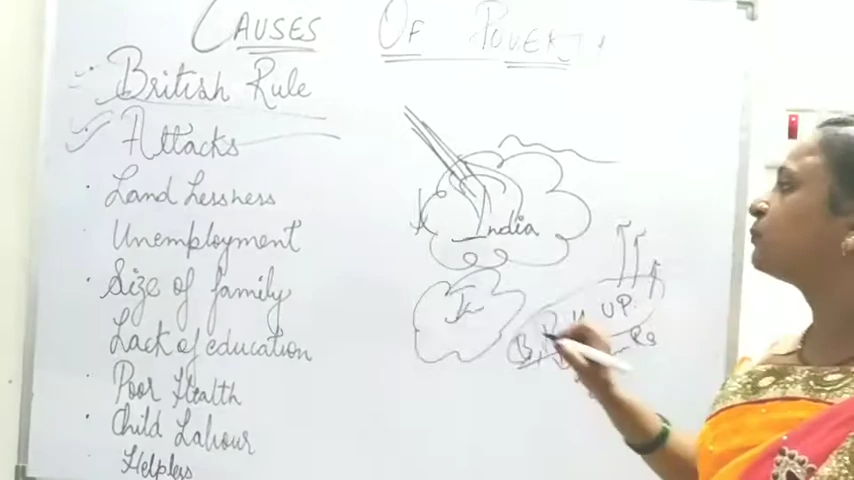 CAUSES OF POVERTY
British Rule
Attacks
Land Lessness
Unemployment
Size of family
Lack of education
Poor Health
Child Labour
Helpless
India
UP.